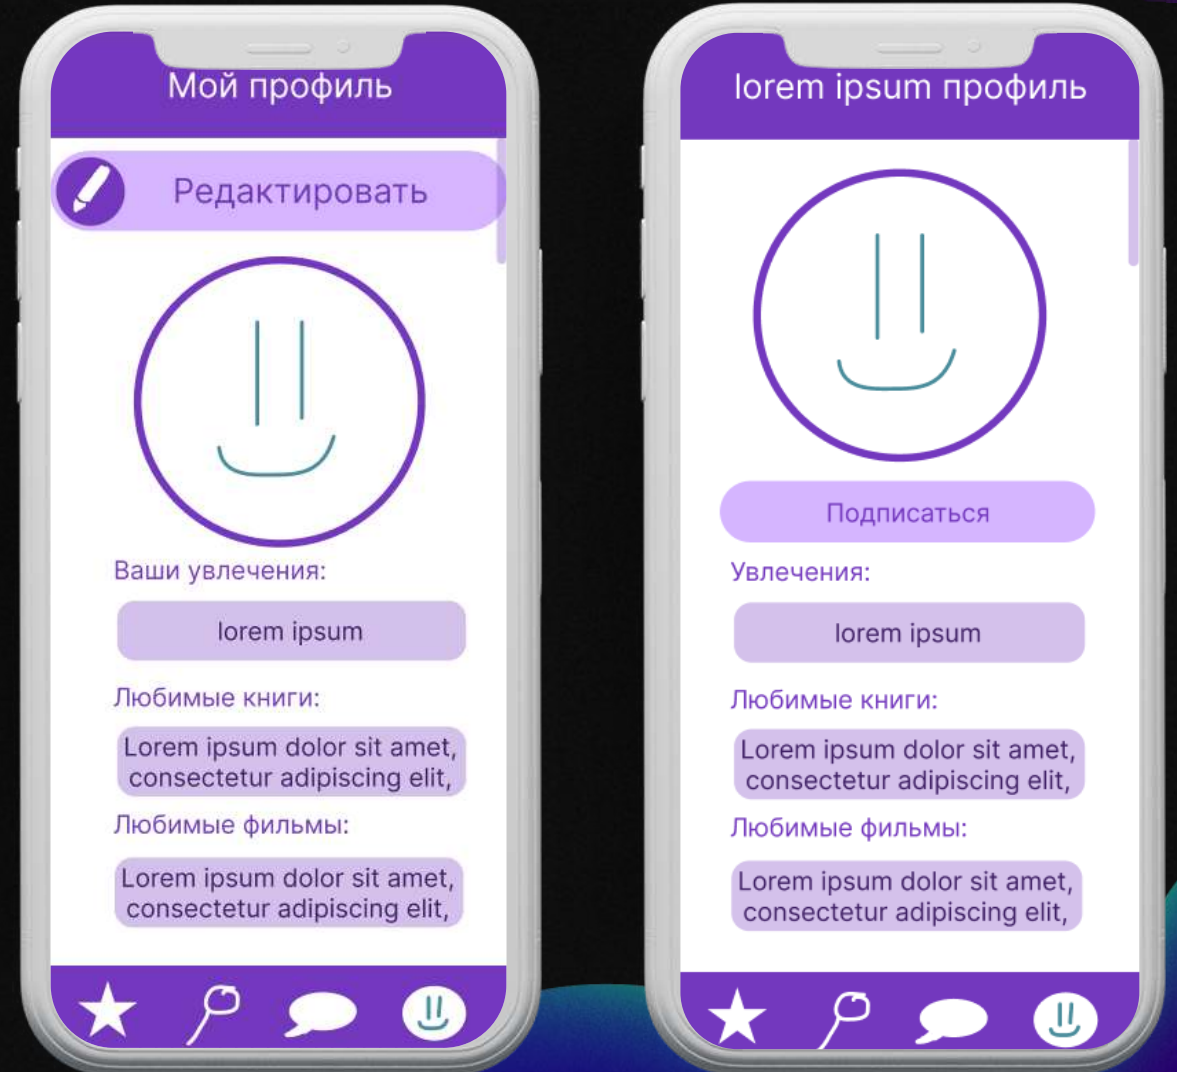 Мой профиль
Редактировать
Ваши увлечения:
lorem ipsum
Любимые книги:
Lorem ipsum dolor sit amet,
consectetur adipiscing elit,
Любимые фильмы:
Lorem ipsum dolor sit amet,
consectetur adipiscing elit,
lorem ipsum профиль
Подписаться
Увлечения:
lorem ipsum
Любимые книги:
Lorem ipsum dolor sit amet,
consectetur adipiscing elit,
Любимые фильмы:
Lorem ipsum dolor sit amet,
consectetur adipiscing elit,